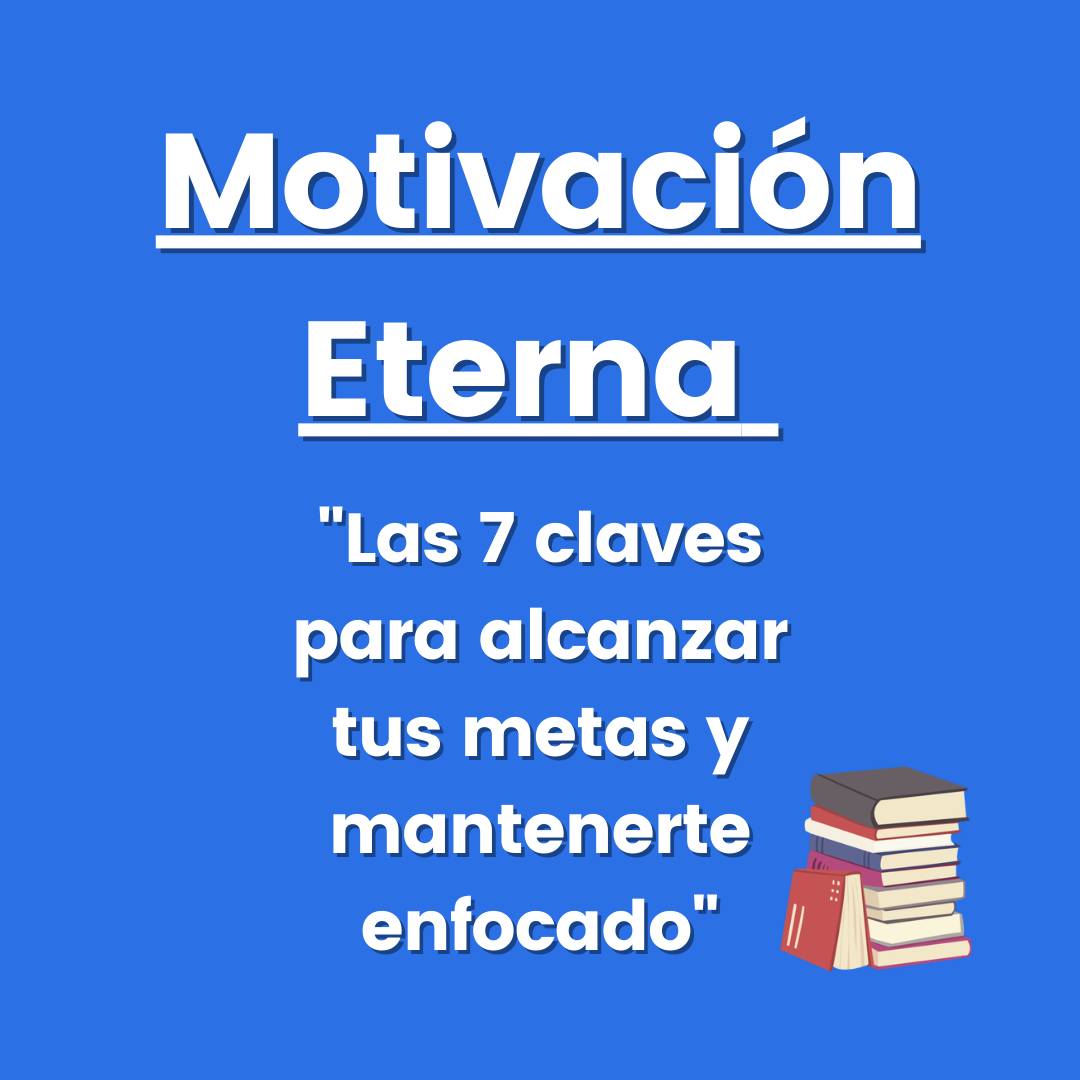 Motivación
Eterna
"Las 7 claves
para alcanzar
tus metas y
mantenerte
enfocado"